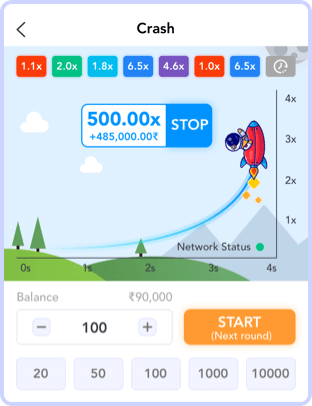 Crash
1.1x 2.0x 1.8x 6.5x 4.6x 1.0x 6.5x
4x
500.00x
+485,000.00₹
STOP
3x
2x
1x
Network Status
0s 1s 2s 3s 4s
Balance ₹90,000
− 100 +
START
(Next round)
20 50 100 1000 10000